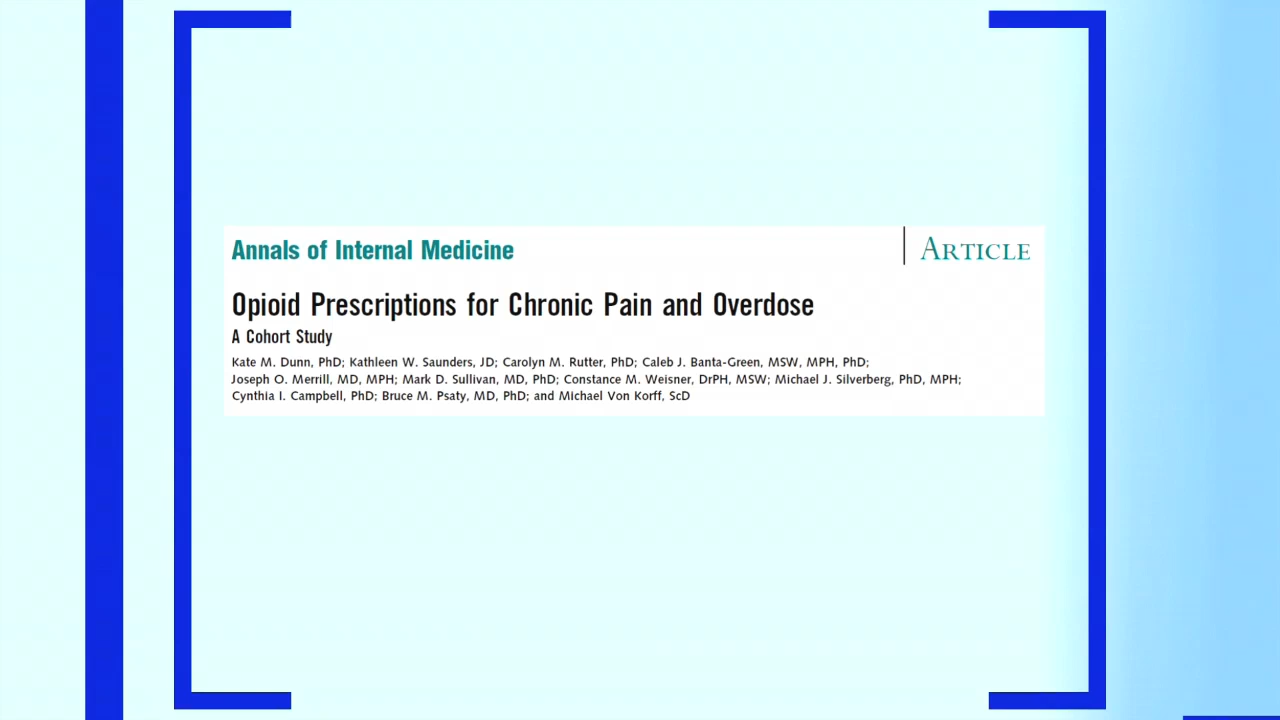 Annals of Internal Medicine
ARTICLE
Opioid Prescriptions for Chronic Pain and Overdose
A Cohort Study
Kate M. Dunn, PhD; Kathleen W. Saunders, JD; Carolyn M. Rutter, PhD; Caleb J. Banta-Green, MSW, MPH, PhD;
Joseph O. Merrill, MD, MPH; Mark D. Sullivan, MD, PhD; Constance M. Weisner, DrPH, MSW; Michael J. Silverberg, PhD, MPH;
Cynthia I. Campbell, PhD; Bruce M. Psaty, MD, PhD; and Michael Von Korff, ScD